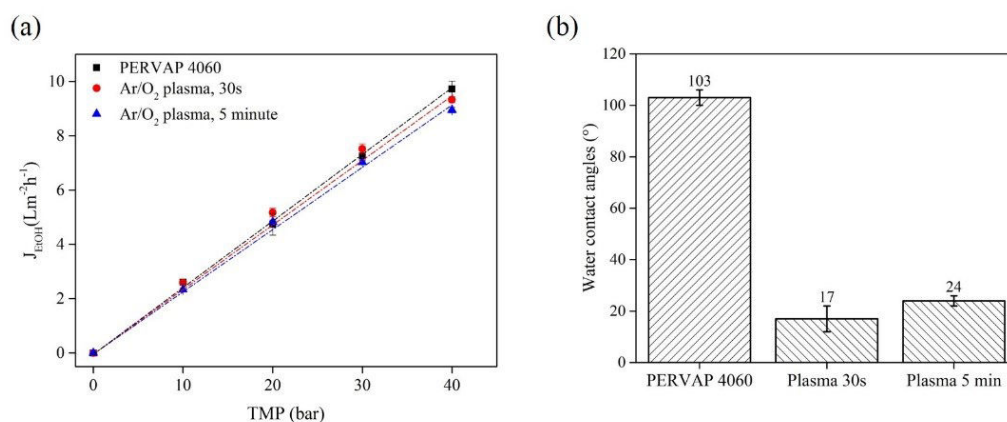 (a)
PERVAP 4060
Ar/O₂ plasma, 30s
Ar/O₂ plasma, 5 minute
10
8
6
4
2
0
J_EtOH(Lm⁻²h⁻¹)
0 10 20 30 40
TMP (bar)
(b)
120
100
80
60
40
20
0
Water contact angles (°)
103
17
24
PERVAP 4060 Plasma 30s Plasma 5 min